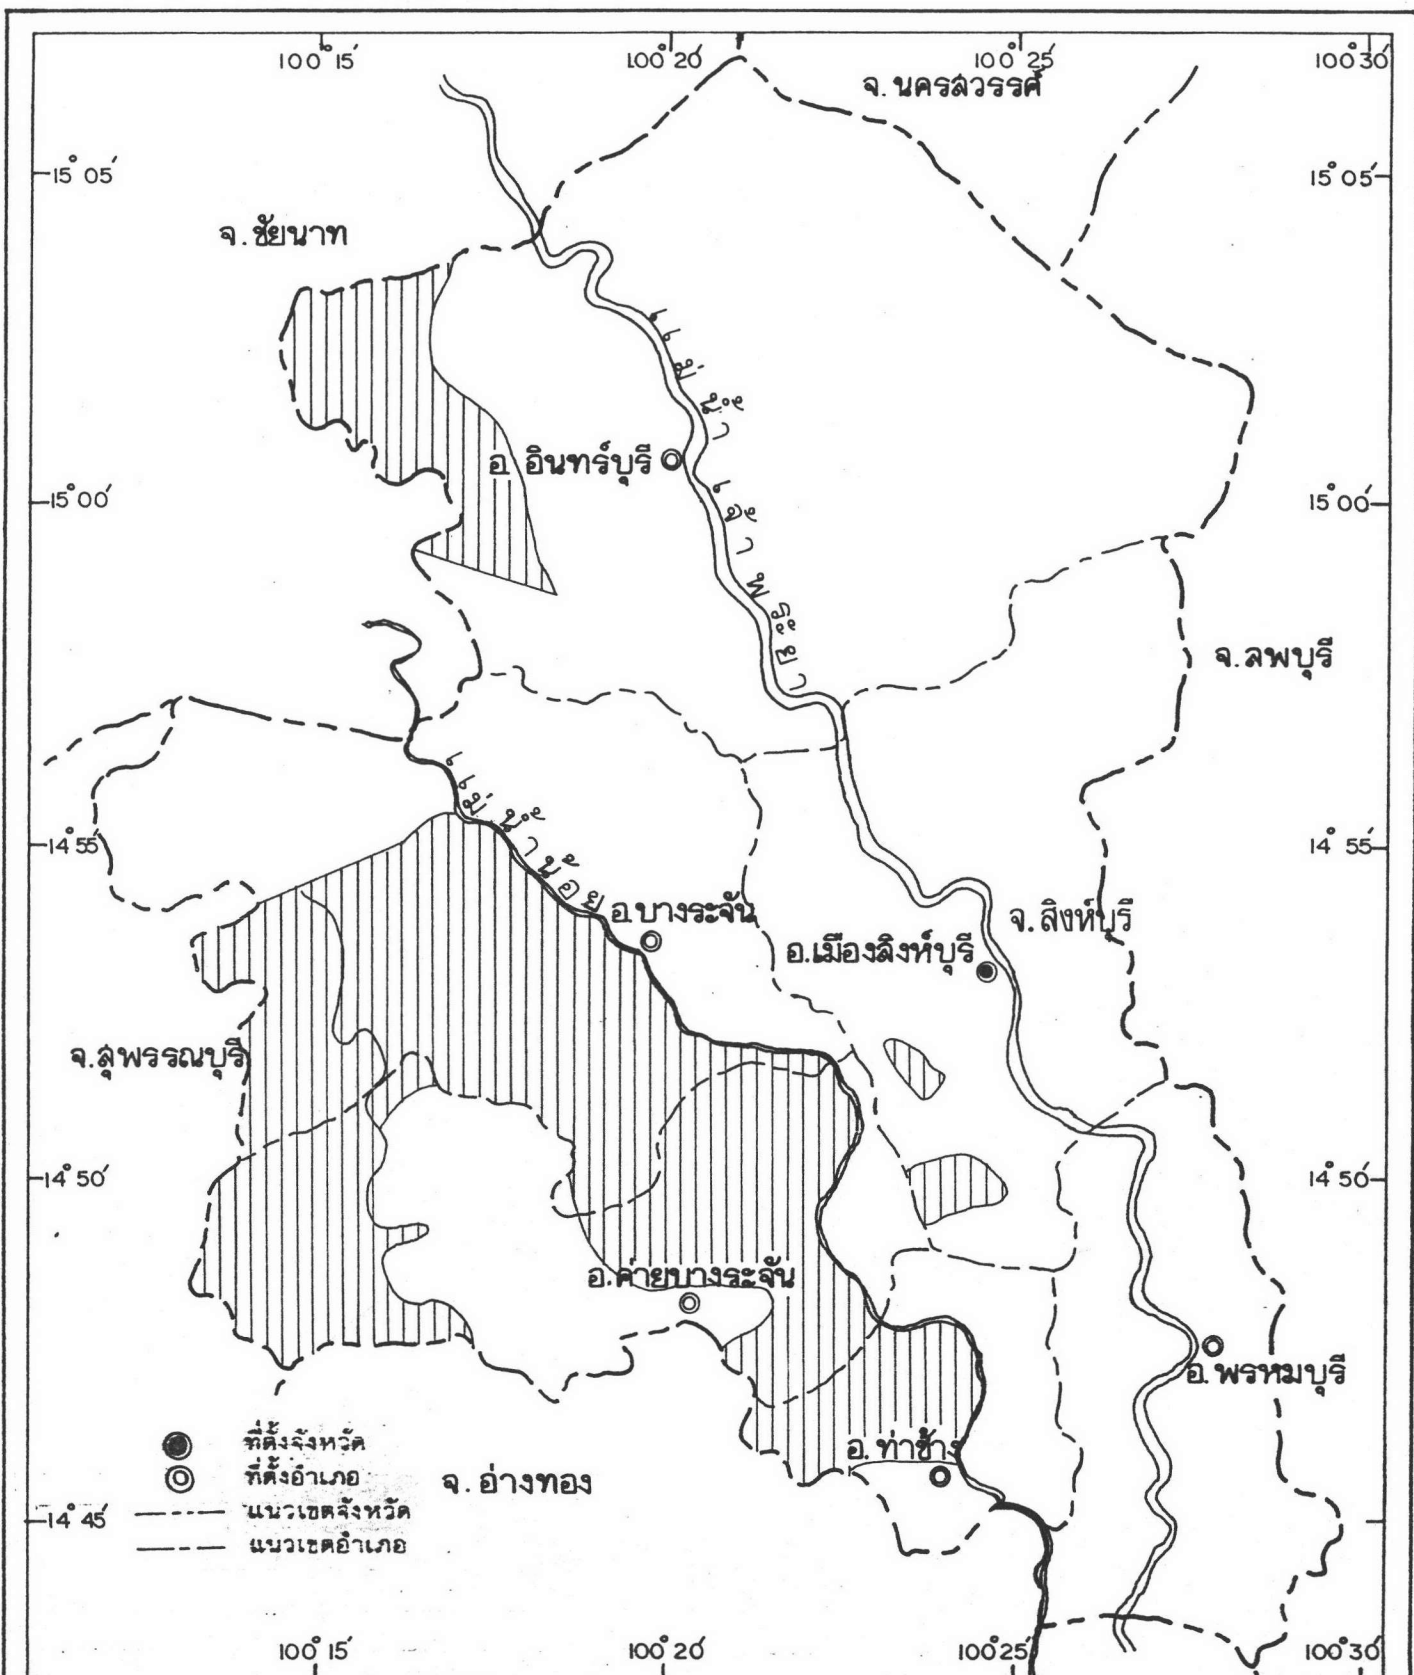 100° 15′
100° 20′
100° 25′
100° 30′
จ. นครสวรรค์
15° 05′
15° 05′
จ. ชัยนาท
แม่น้ำเจ้าพระยา
อ. อินทร์บุรี
15° 00′
15° 00′
จ. ลพบุรี
แม่น้ำน้อย
14° 55′
14° 55′
อ.บางระจัน
จ. สิงห์บุรี
อ.เมืองสิงห์บุรี
จ. สุพรรณบุรี
14° 50′
14° 50′
อ.ค่ายบางระจัน
อ. พรหมบุรี
ที่ตั้งจังหวัด
อ. ท่าช้าง
ที่ตั้งอำเภอ
จ. อ่างทอง
แนวเขตจังหวัด
14° 45′
แนวเขตอำเภอ
100° 15′
100° 20′
100° 25′
100° 30′